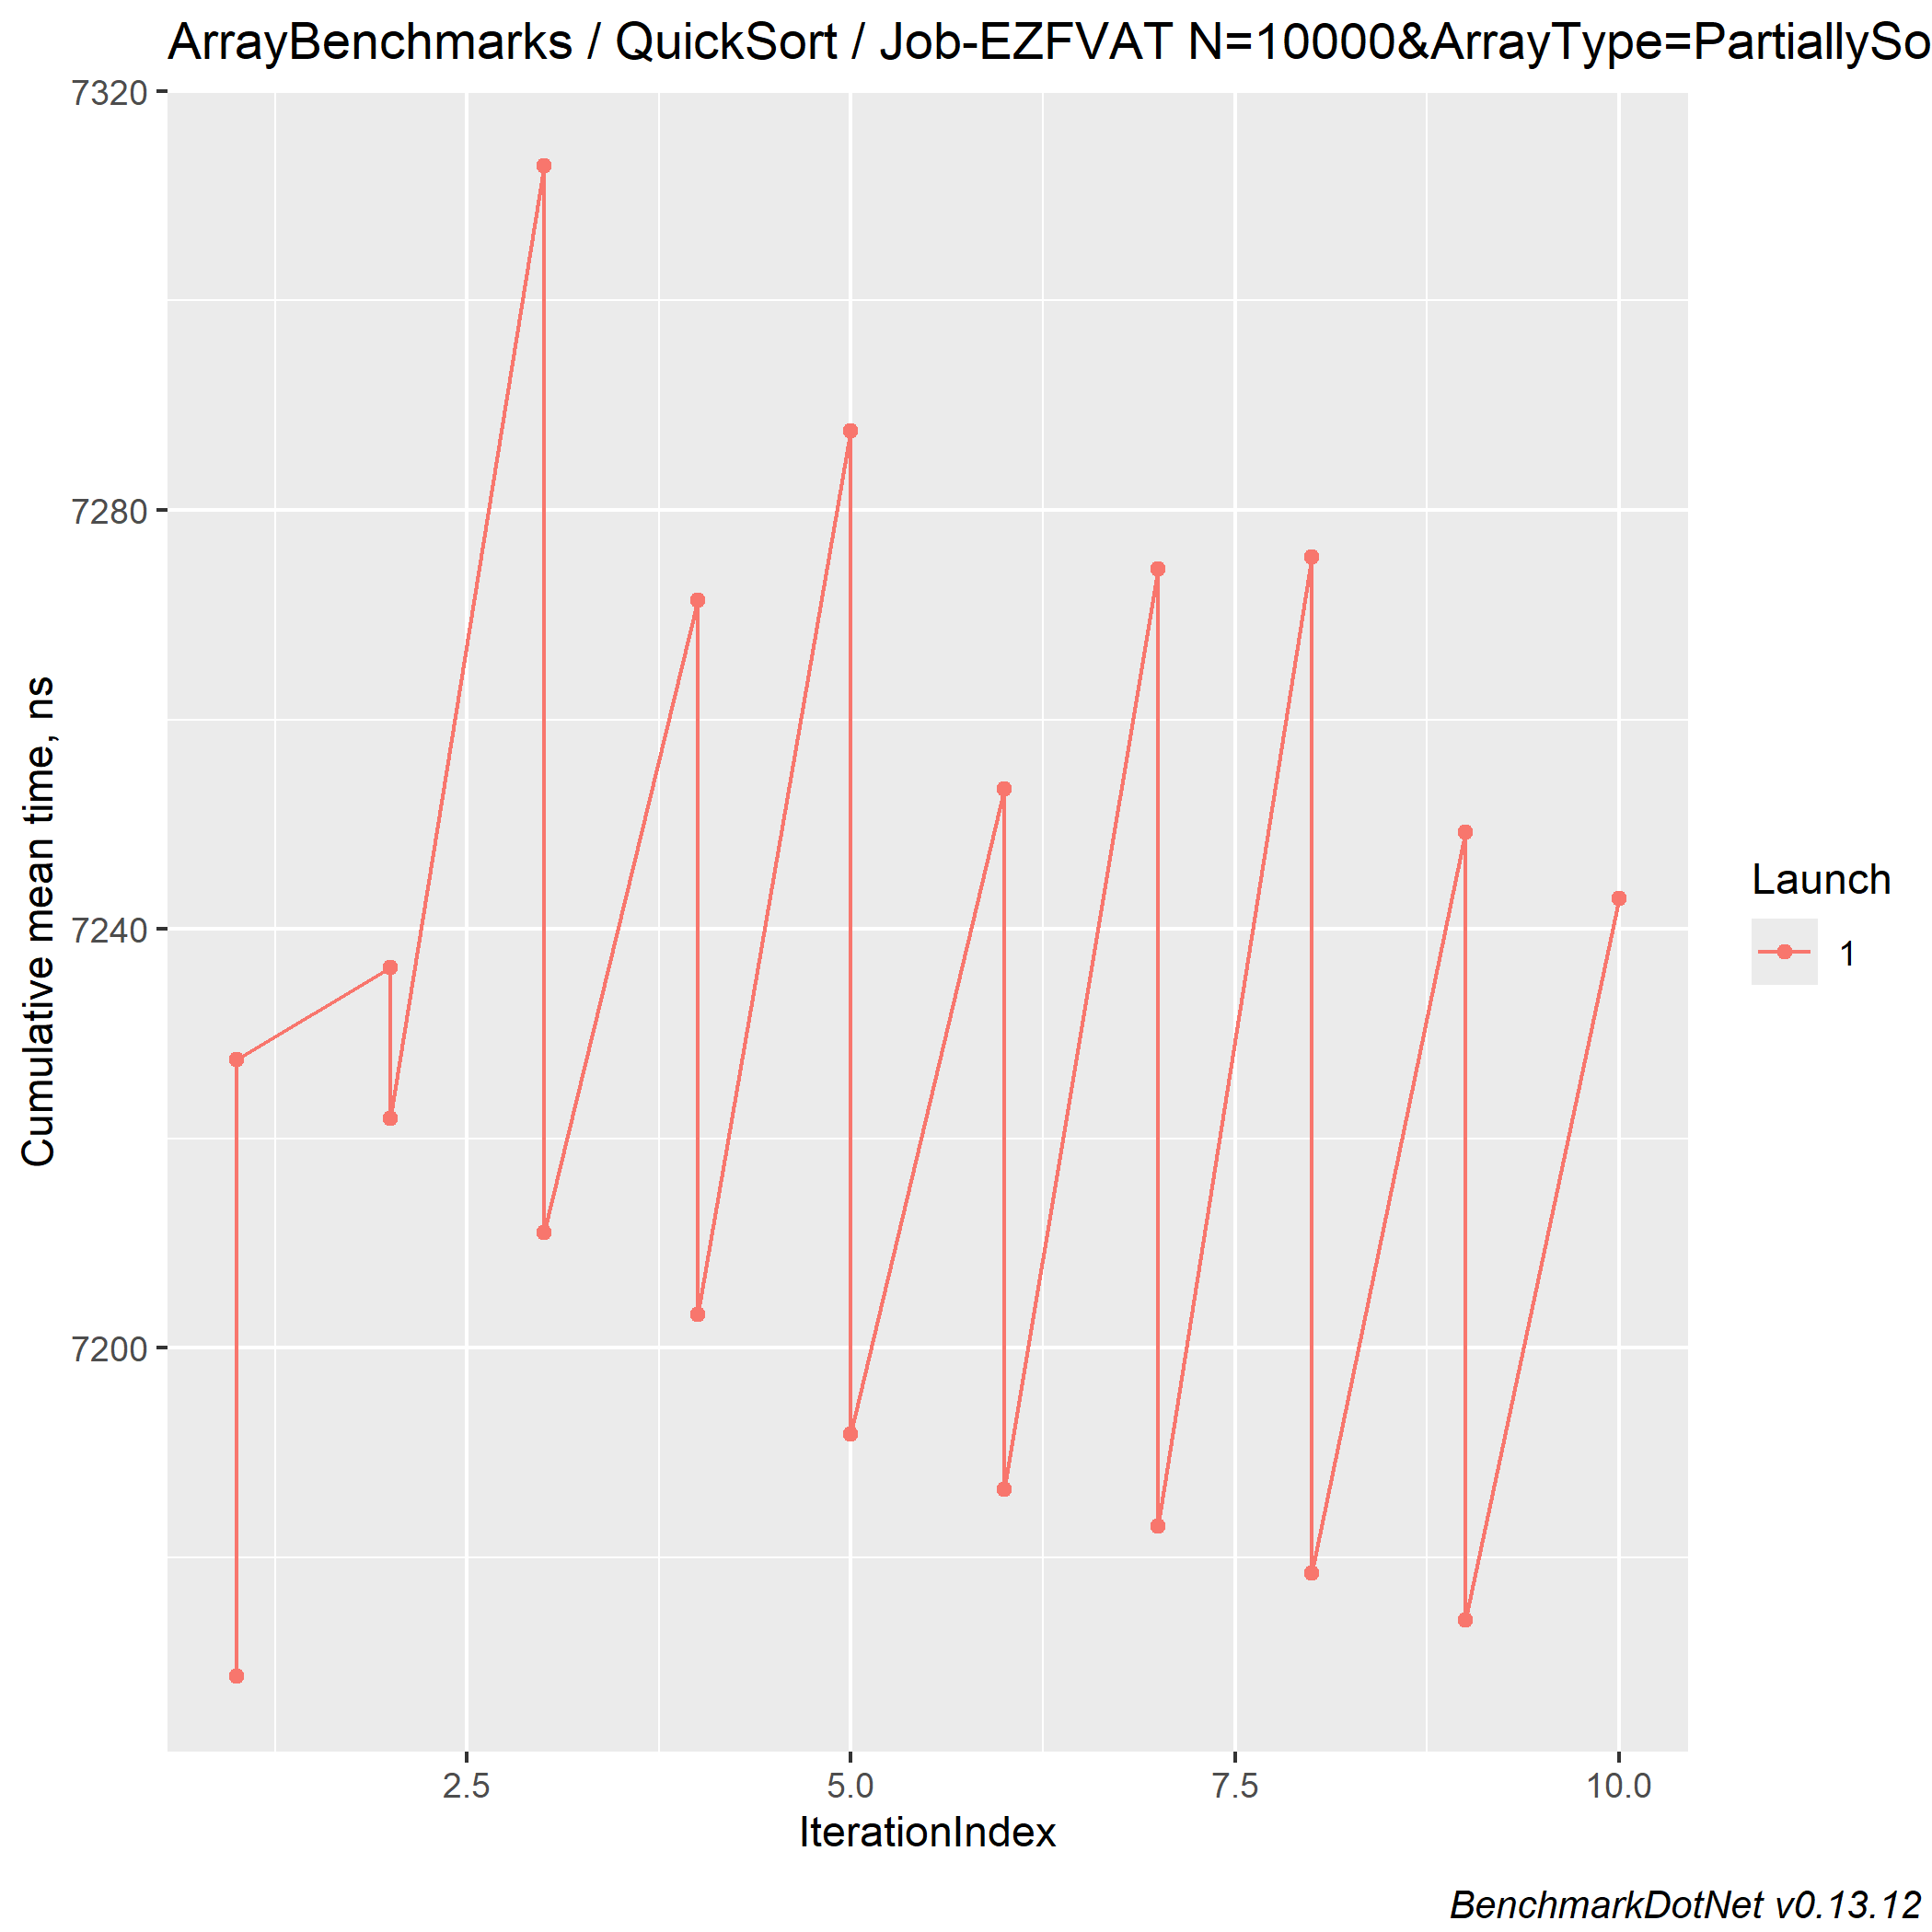 ArrayBenchmarks / QuickSort / Job-EZFVAT N=10000&ArrayType=PartiallySo
7320
7280
7240
7200
Cumulative mean time, ns
2.5 5.0 7.5 10.0
IterationIndex
Launch
1
BenchmarkDotNet v0.13.12